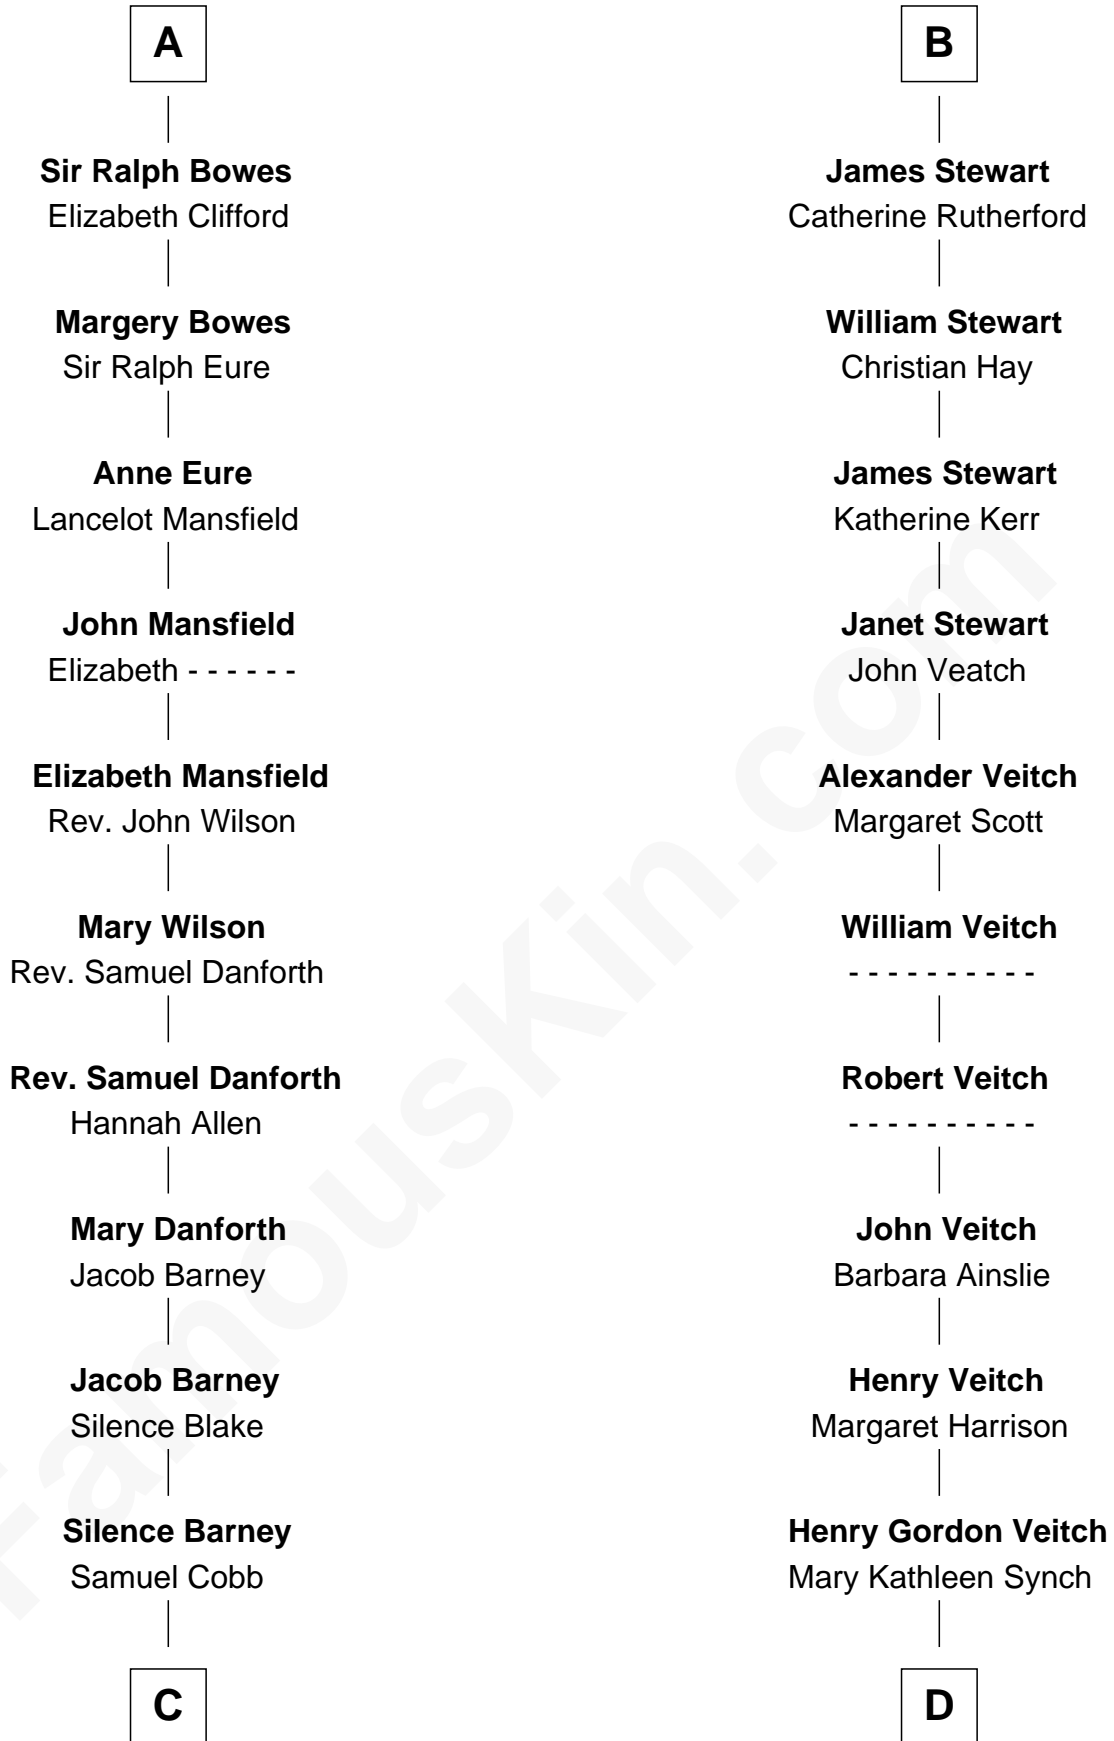 A
Sir Ralph Bowes
Elizabeth Clifford
Margery Bowes
Sir Ralph Eure
Anne Eure
Lancelot Mansfield
John Mansfield
Elizabeth - - - - - -
Elizabeth Mansfield
Rev. John Wilson
Mary Wilson
Rev. Samuel Danforth
Rev. Samuel Danforth
Hannah Allen
Mary Danforth
Jacob Barney
Jacob Barney
Silence Blake
Silence Barney
Samuel Cobb
C
B
James Stewart
Catherine Rutherford
William Stewart
Christian Hay
James Stewart
Katherine Kerr
Janet Stewart
John Veatch
Alexander Veitch
Margaret Scott
William Veitch
- - - - - - - - - -
Robert Veitch
- - - - - - - - - -
John Veitch
Barbara Ainslie
Henry Veitch
Margaret Harrison
Henry Gordon Veitch
Mary Kathleen Synch
D
FamousKin.com